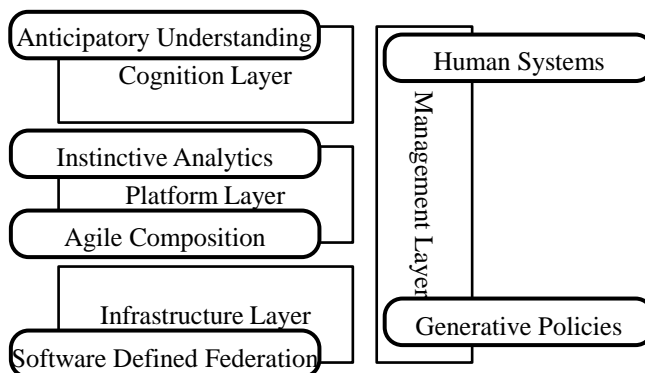 Anticipatory Understanding
Cognition Layer
Instinctive Analytics
Platform Layer
Agile Composition
Infrastructure Layer
Software Defined Federation
Human Systems
Management Layer
Generative Policies